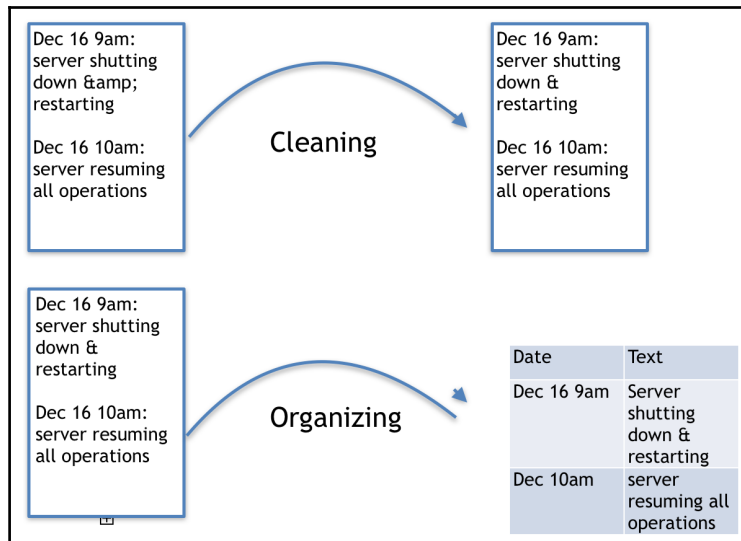 Dec 16 9am:
server shutting
down &amp;
restarting
Dec 16 10am:
server resuming
all operations
Cleaning
Dec 16 9am:
server shutting
down &
restarting
Dec 16 10am:
server resuming
all operations
Dec 16 9am:
server shutting
down &
restarting
Dec 16 10am:
server resuming
all operations
Organizing
Date Text
Dec 16 9am Server
shutting
down &
restarting
Dec 10am server
resuming all
operations